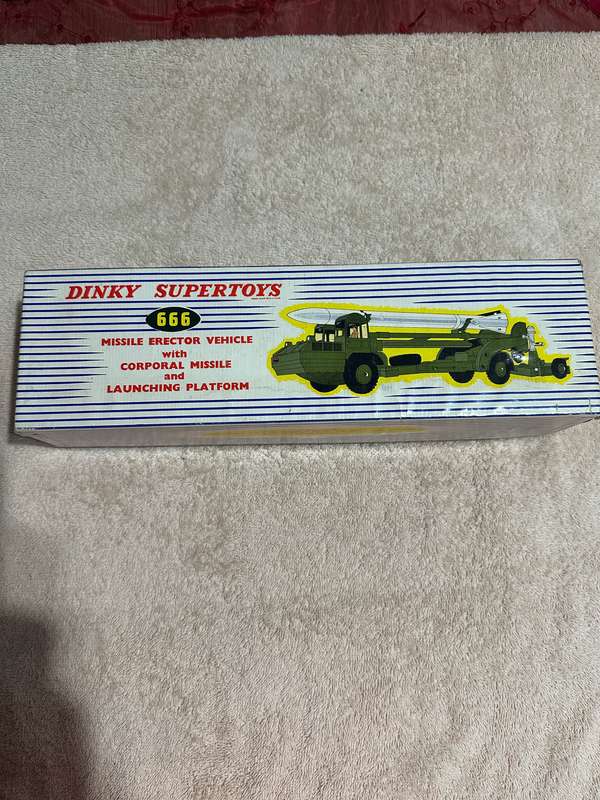 DINKY SUPERTOYS
666
MISSILE ERECTOR VEHICLE
with
CORPORAL MISSILE
and
LAUNCHING PLATFORM